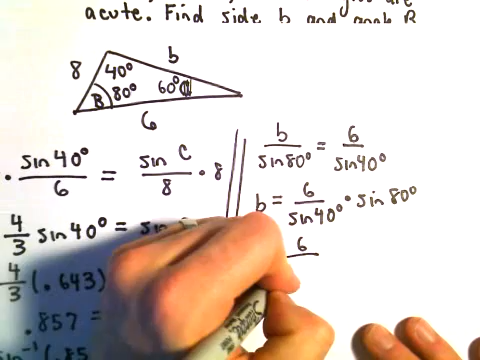 acute. Find side b and B
8 40° b
B 80° 60°
6
· sin 40° / 6 = sin C / 8 · 8
4/3 sin 40° =
4/3 (.643)
.857 =
b / sin 80° = 6 / sin 40°
b = 6 / sin 40° · sin 80°
6